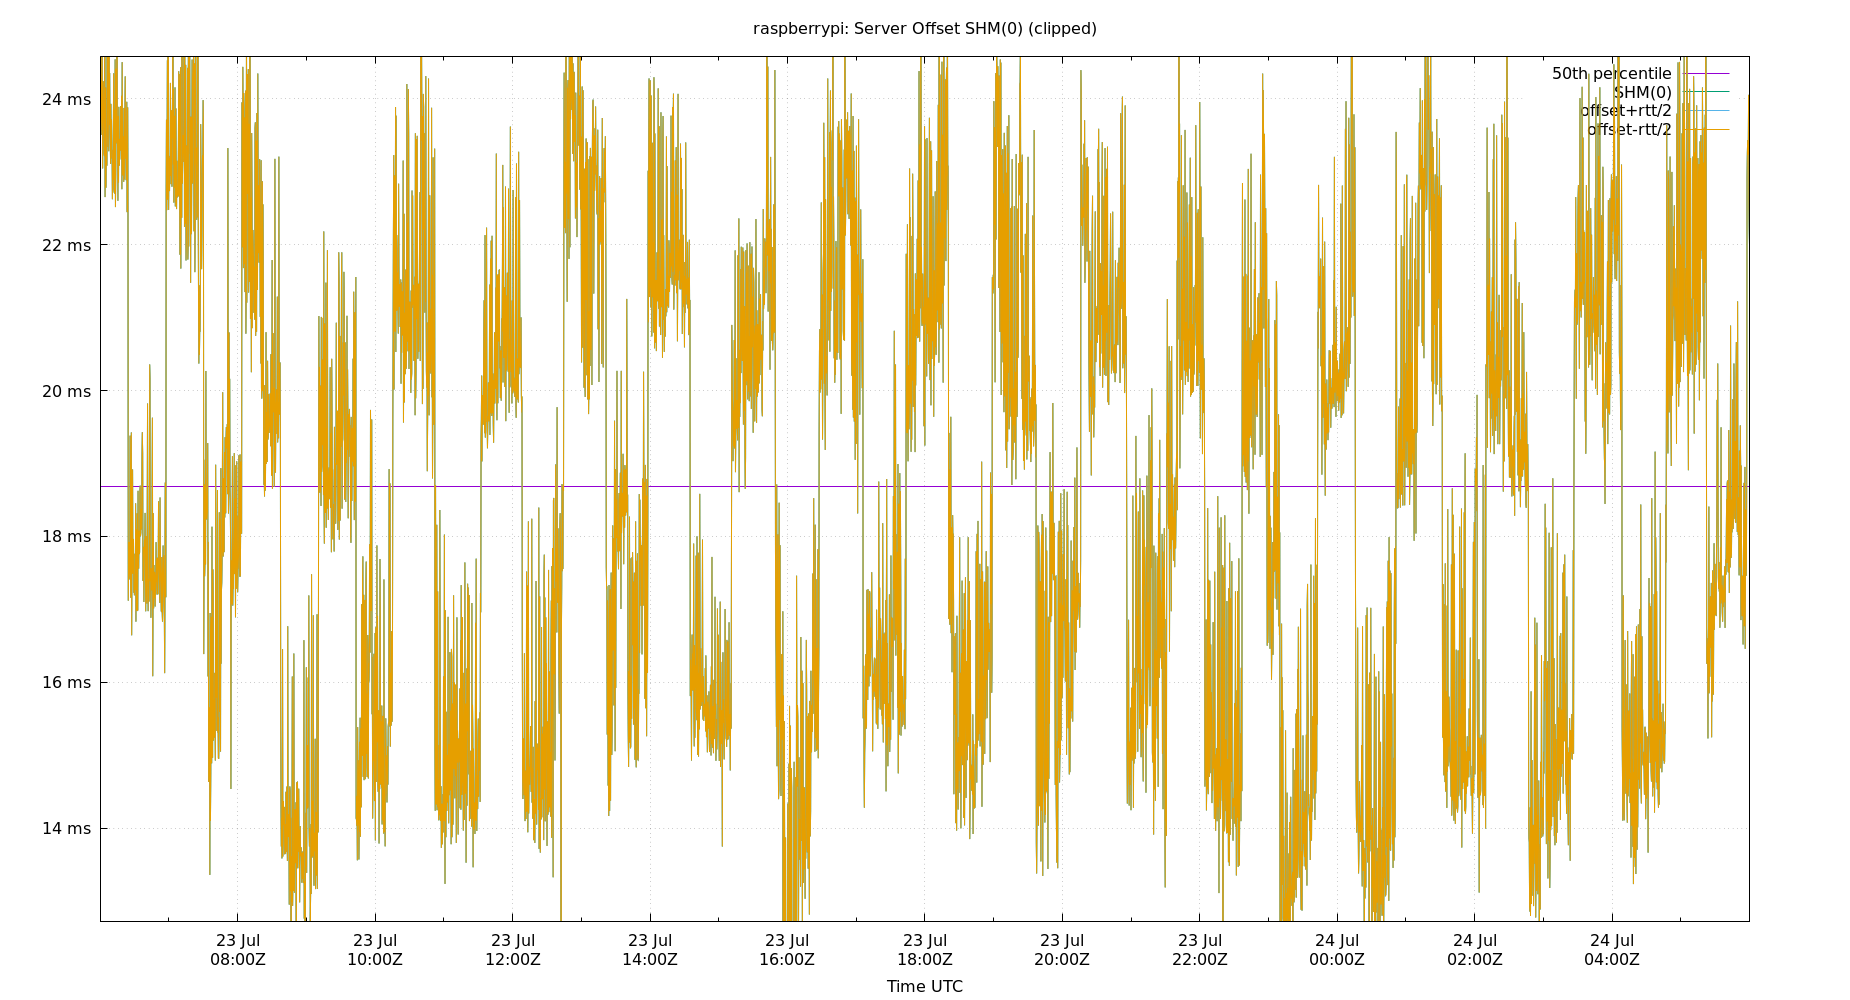 raspberrypi: Server Offset SHM(0) (clipped)
50th percentile
SHM(0)
offset+rtt/2
offset-rtt/2
24 ms
22 ms
20 ms
18 ms
16 ms
14 ms
23 Jul 23 Jul 23 Jul 23 Jul 23 Jul 23 Jul 23 Jul 23 Jul 24 Jul 24 Jul 24 Jul
08:00Z 10:00Z 12:00Z 14:00Z 16:00Z 18:00Z 20:00Z 22:00Z 00:00Z 02:00Z 04:00Z
Time UTC